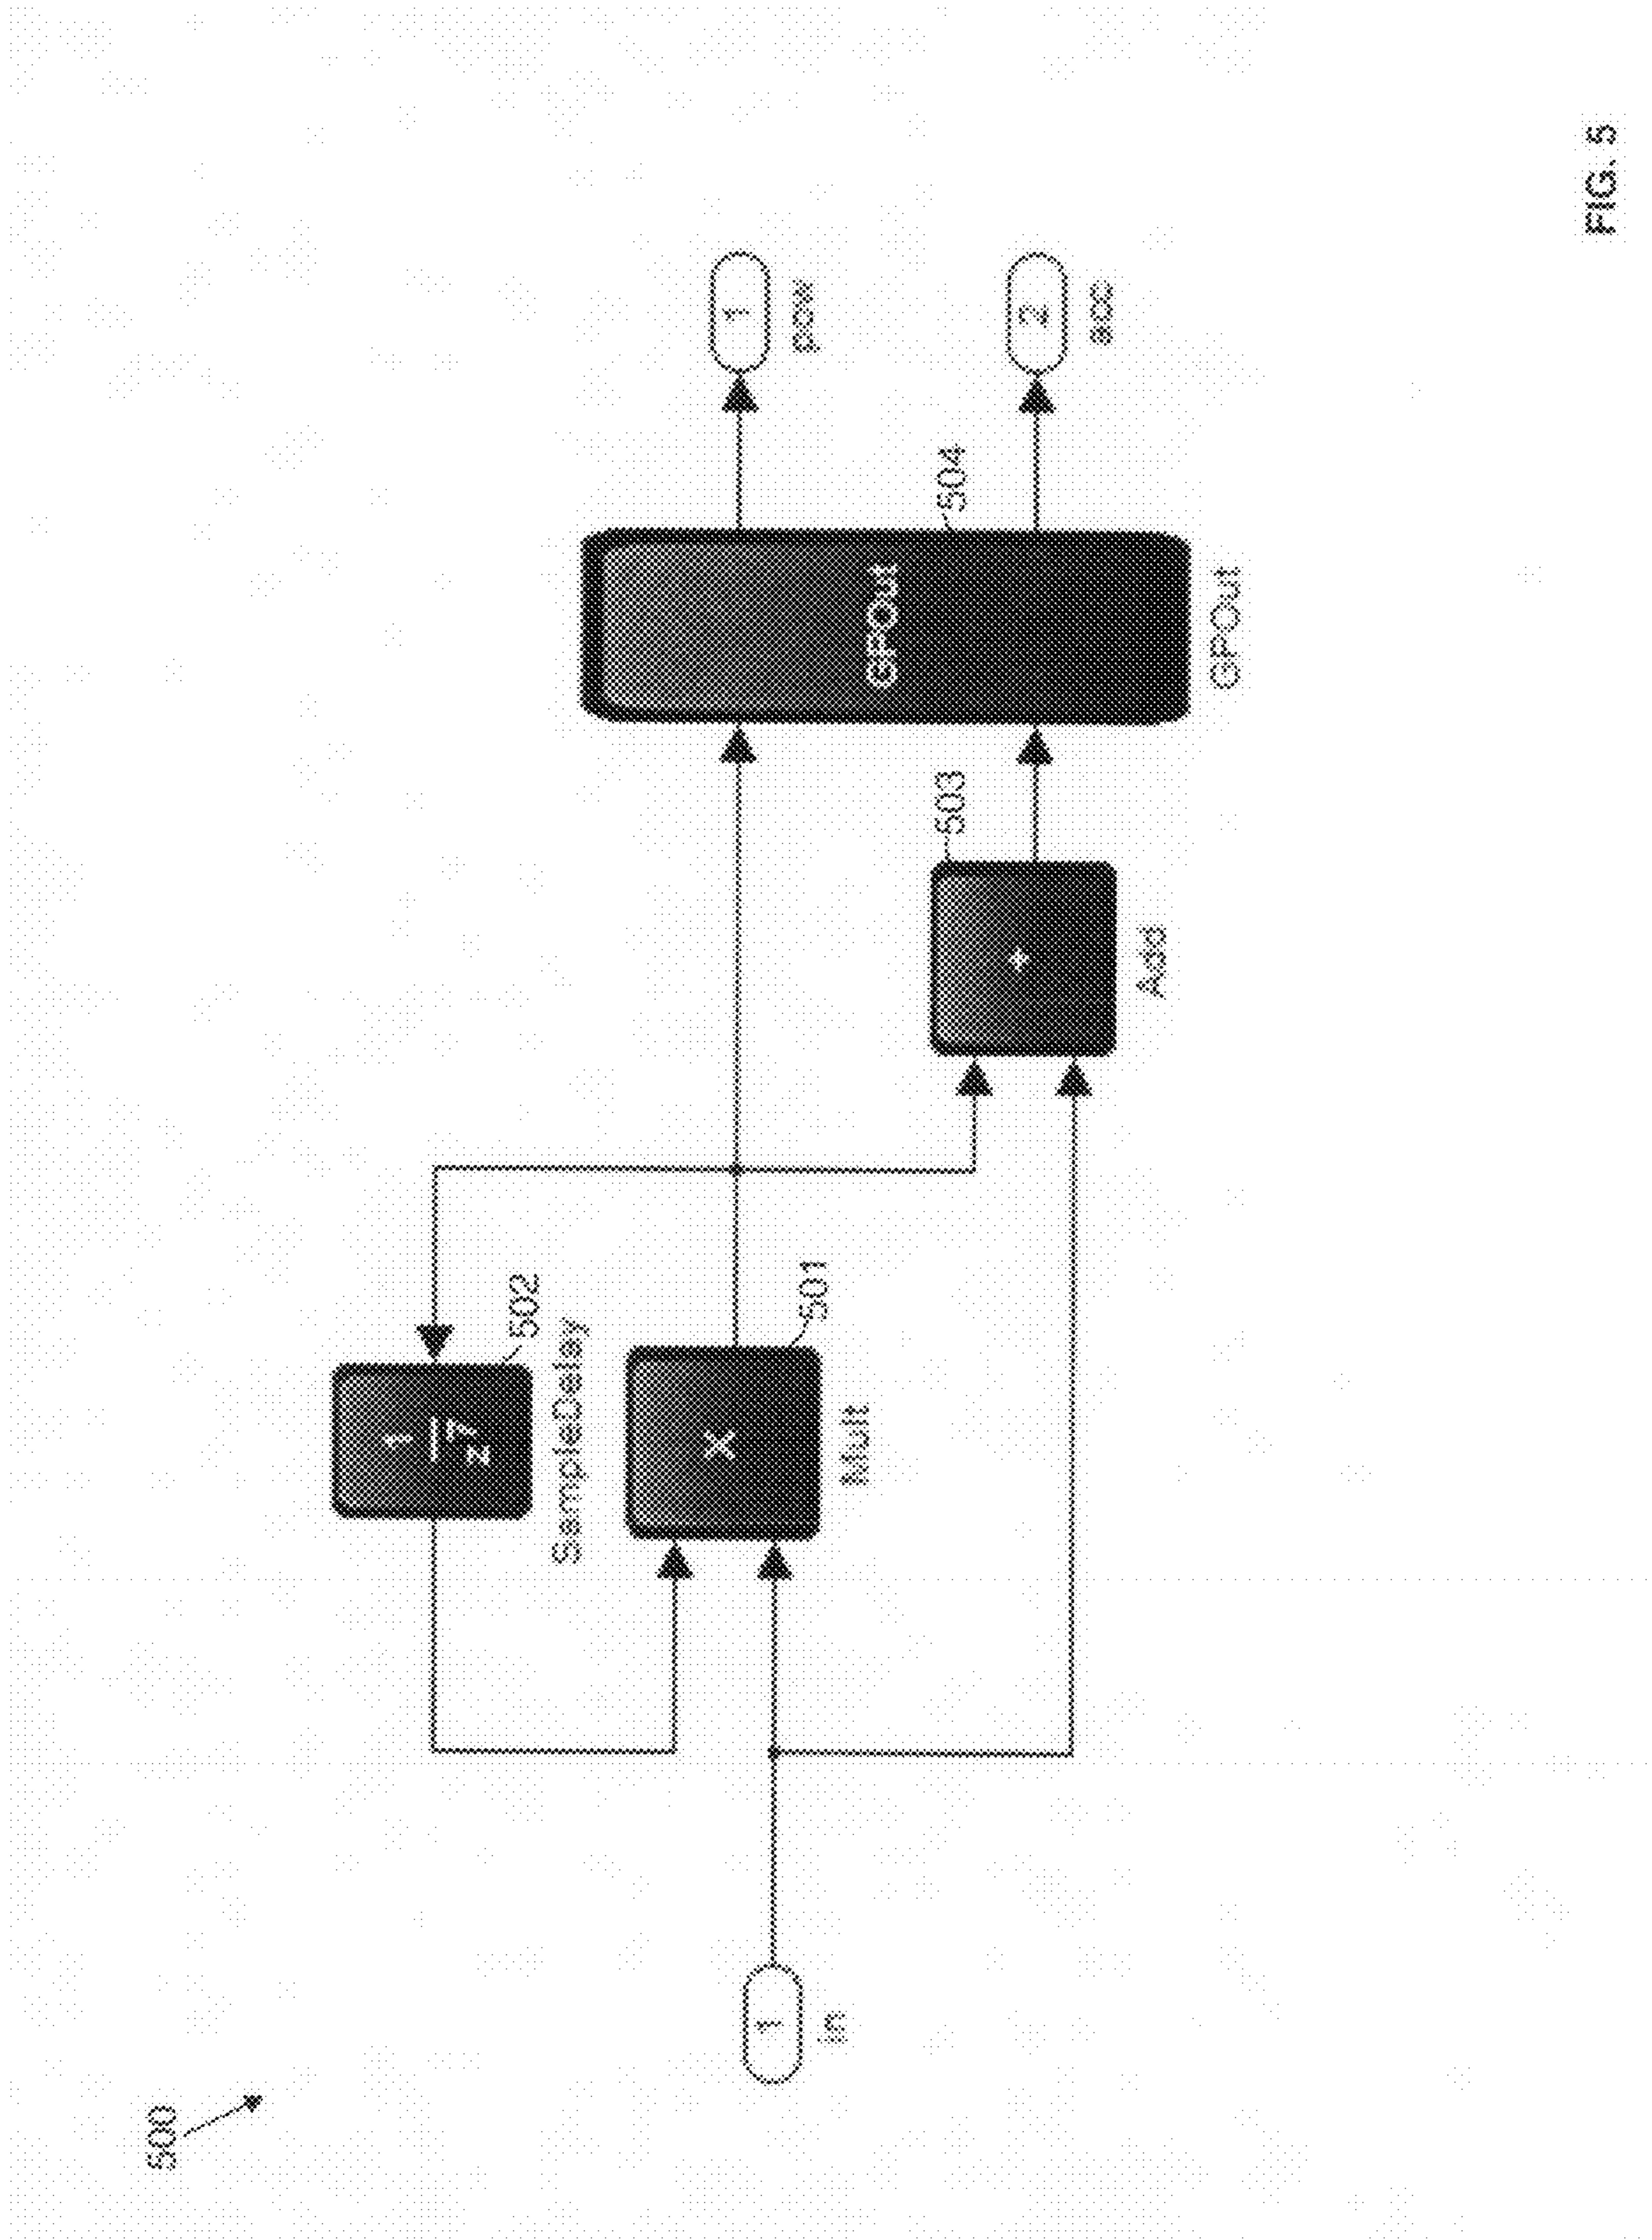 500
1
in
1
z
SampleDelay
502
×
Mult
501
+
Add
503
GPOut
GPOut
504
1
pow
2
acc
FIG. 5